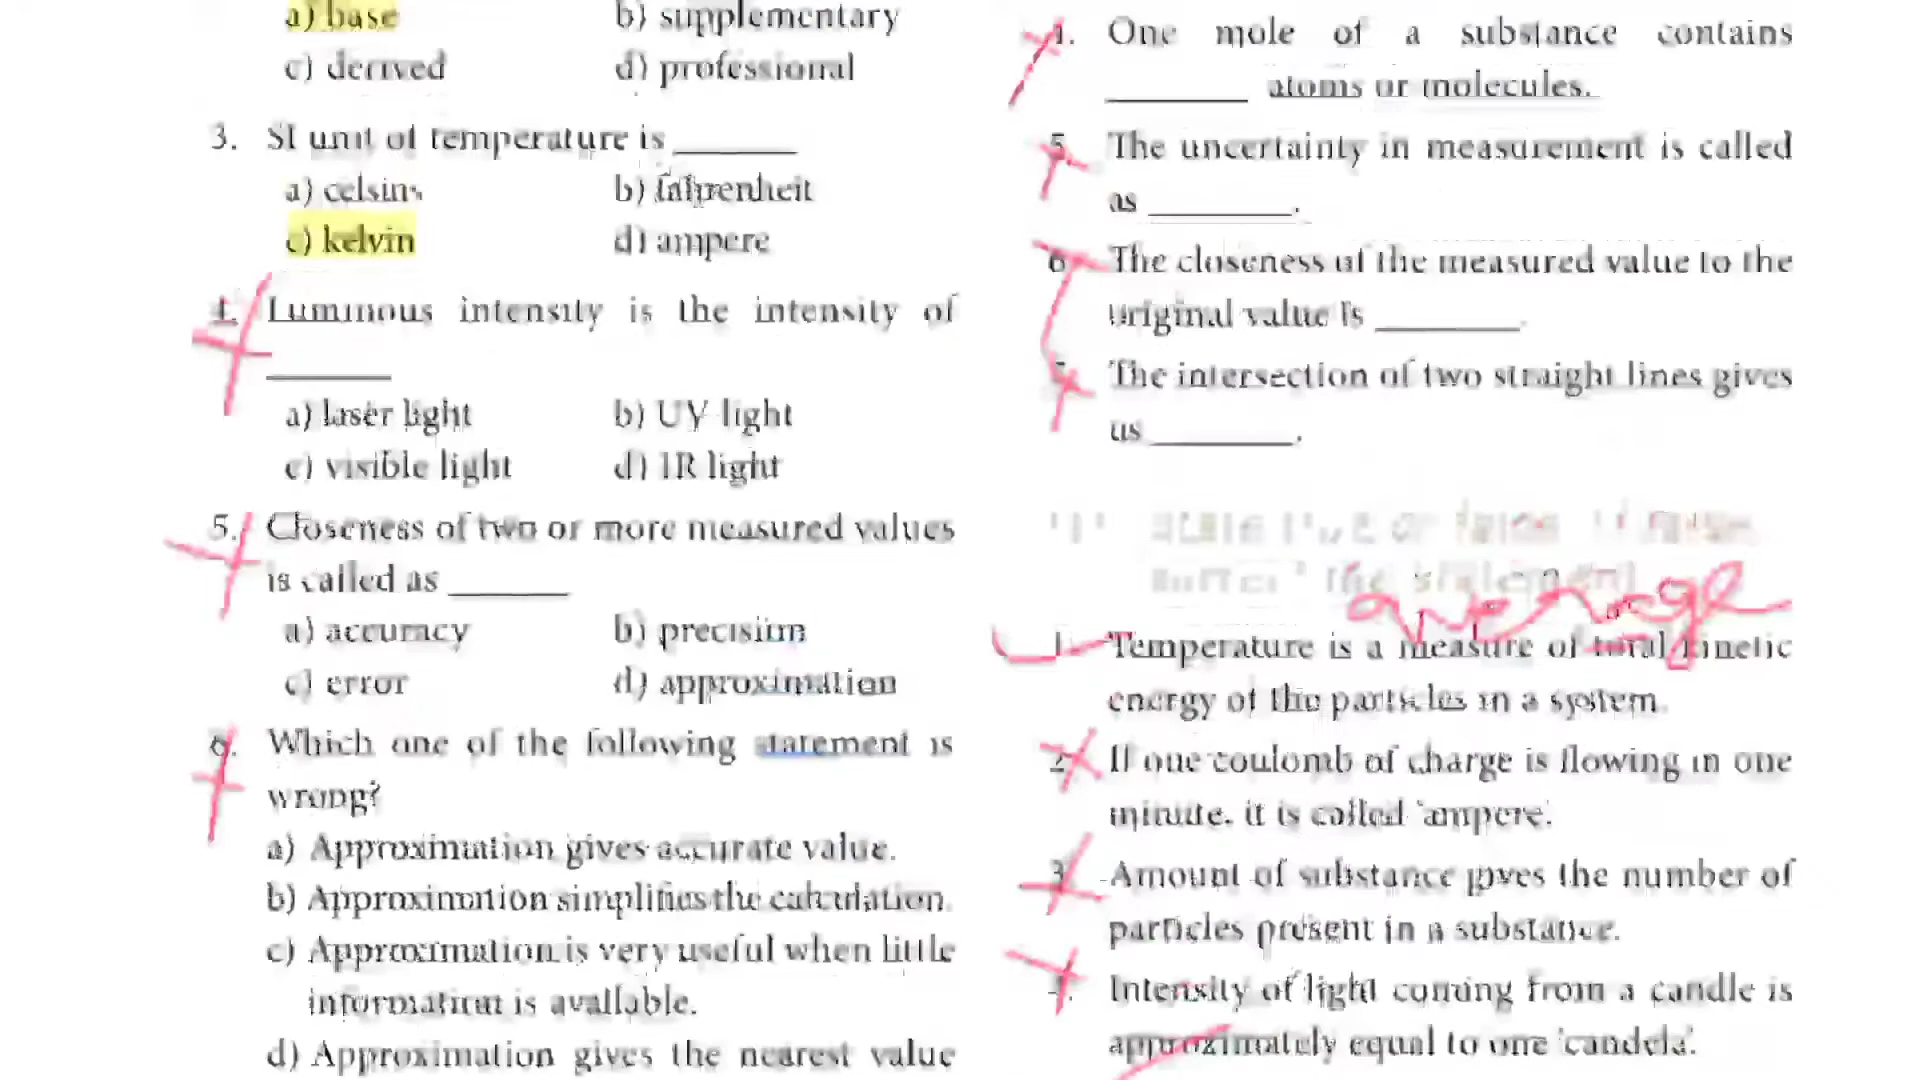 a) base b) supplementary
c) derived d) professional
3. SI unit of temperature is ______
a) celsius b) fahrenheit
c) kelvin d) ampere
4. Luminous intensity is the intensity of
______
a) laser light b) UV light
c) visible light d) IR light
5. Closeness of two or more measured values
is called as ______
a) accuracy b) precision
c) error d) approximation
6. Which one of the following statement is
wrong?
a) Approximation gives accurate value.
b) Approximation simplifies the calculation.
c) Approximation is very useful when little
information is available.
d) Approximation gives the nearest value
4. One mole of a substance contains
______ atoms or molecules.
5. The uncertainty in measurement is called
as ______.
6. The closeness of the measured value to the
original value is ______.
The intersection of two straight lines gives
us ______.
State true or false. If false,
correct the statement.
average
1. Temperature is a measure of total kinetic
energy of the particles in a system.
2. If one coulomb of charge is flowing in one
minute, it is called 'ampere'.
3. Amount of substance gives the number of
particles present in a substance.
4. Intensity of light coming from a candle is
approximately equal to one 'candela'.